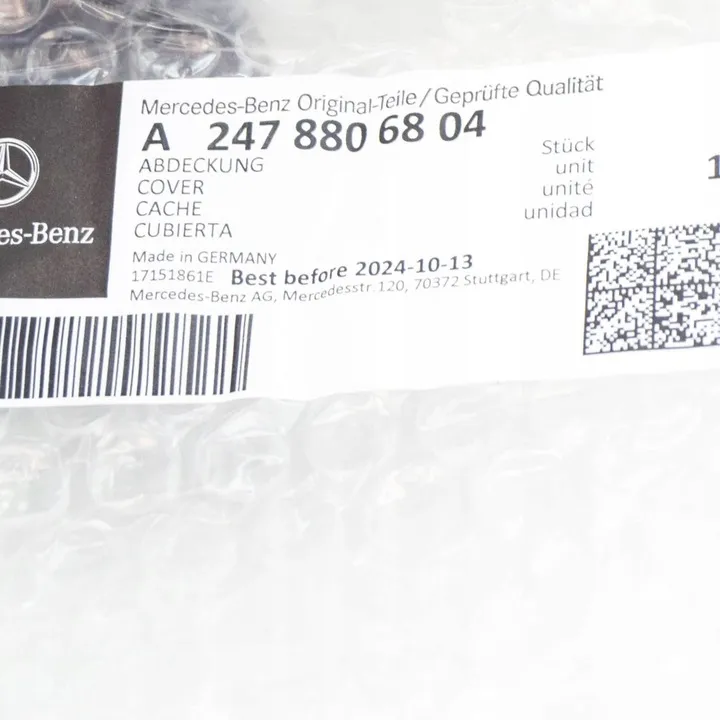 Mercedes-Benz Original-Teile/Geprüfte Qualität
A 247 880 68 04
ABDECKUNG
COVER
CACHE
CUBIERTA
Stück
unit
unité
unidad
1
es-Benz
Made in GERMANY
17151861E Best before 2024-10-13
Mercedes-Benz AG, Mercedesstr.120, 70372 Stuttgart, DE